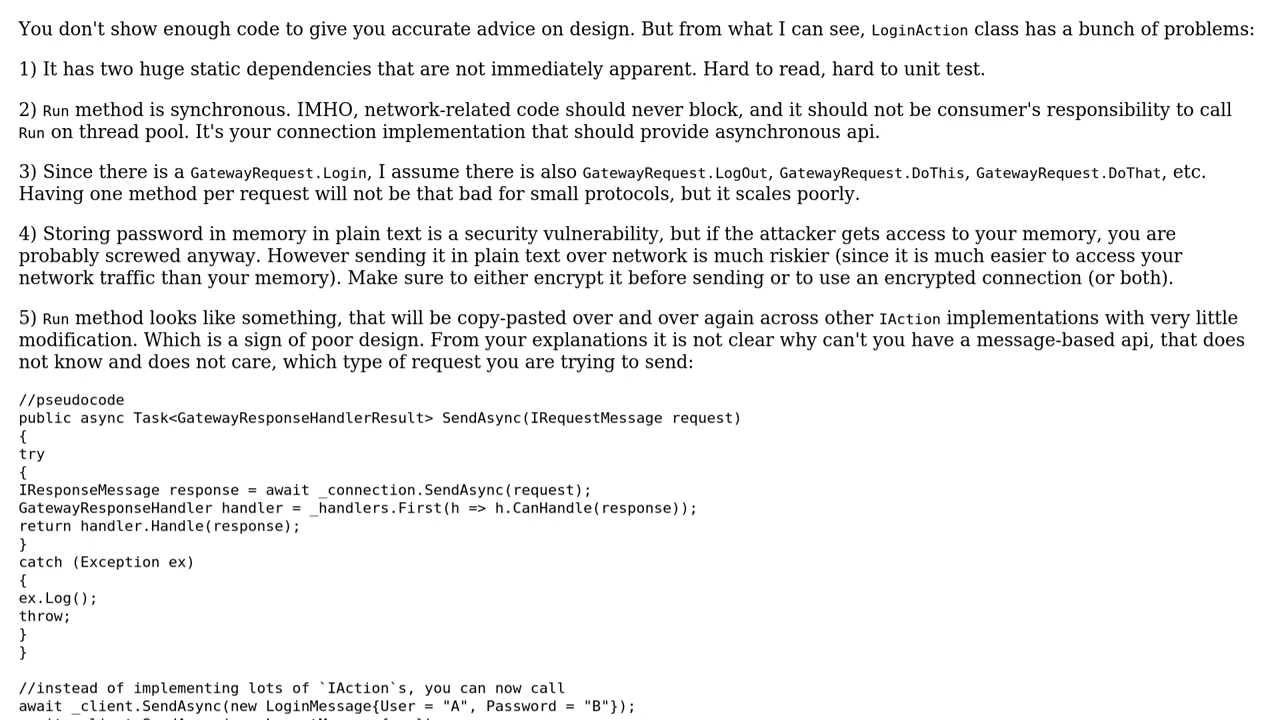 You don't show enough code to give you accurate advice on design. But from what I can see, LoginAction class has a bunch of problems:
1) It has two huge static dependencies that are not immediately apparent. Hard to read, hard to unit test.
2) Run method is synchronous. IMHO, network-related code should never block, and it should not be consumer's responsibility to call
Run on thread pool. It's your connection implementation that should provide asynchronous api.
3) Since there is a GatewayRequest.Login, I assume there is also GatewayRequest.LogOut, GatewayRequest.DoThis, GatewayRequest.DoThat, etc.
Having one method per request will not be that bad for small protocols, but it scales poorly.
4) Storing password in memory in plain text is a security vulnerability, but if the attacker gets access to your memory, you are
probably screwed anyway. However sending it in plain text over network is much riskier (since it is much easier to access your
network traffic than your memory). Make sure to either encrypt it before sending or to use an encrypted connection (or both).
5) Run method looks like something, that will be copy-pasted over and over again across other IAction implementations with very little
modification. Which is a sign of poor design. From your explanations it is not clear why can't you have a message-based api, that does
not know and does not care, which type of request you are trying to send:
//pseudocode
public async Task<GatewayResponseHandlerResult> SendAsync(IRequestMessage request)
{
try
{
IResponseMessage response = await _connection.SendAsync(request);
GatewayResponseHandler handler = _handlers.First(h => h.CanHandle(response));
return handler.Handle(response);
}
catch (Exception ex)
{
ex.Log();
throw;
}
}
//instead of implementing lots of `IAction`s, you can now call
await _client.SendAsync(new LoginMessage{User = "A", Password = "B"});